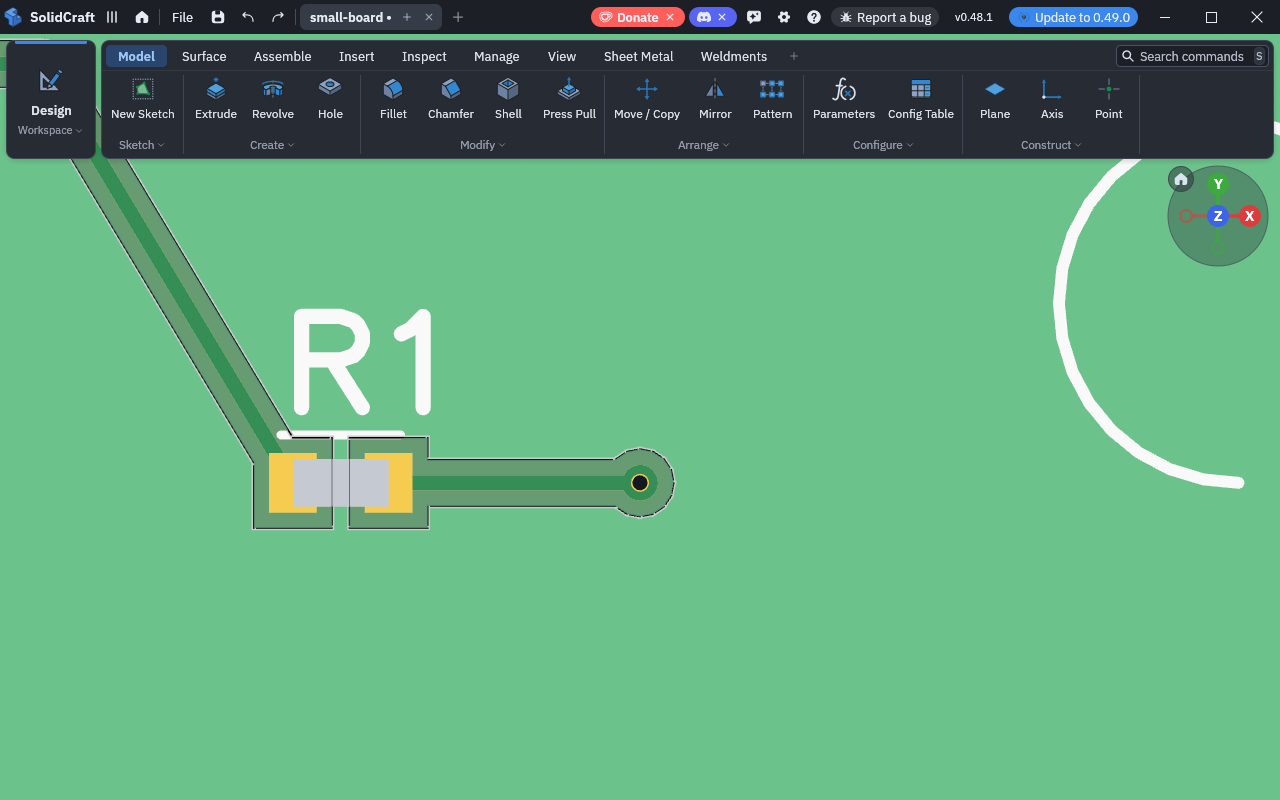 SolidCraft
File
small-board •
Donate
Report a bug
v0.48.1
Update to 0.49.0
Design
Workspace
Model Surface Assemble Insert Inspect Manage View Sheet Metal Weldments
Search commands S
New Sketch Extrude Revolve Hole Fillet Chamfer Shell Press Pull Move / Copy Mirror Pattern Parameters Config Table Plane Axis Point
Sketch Create Modify Arrange Configure Construct
Y
Z X
R1